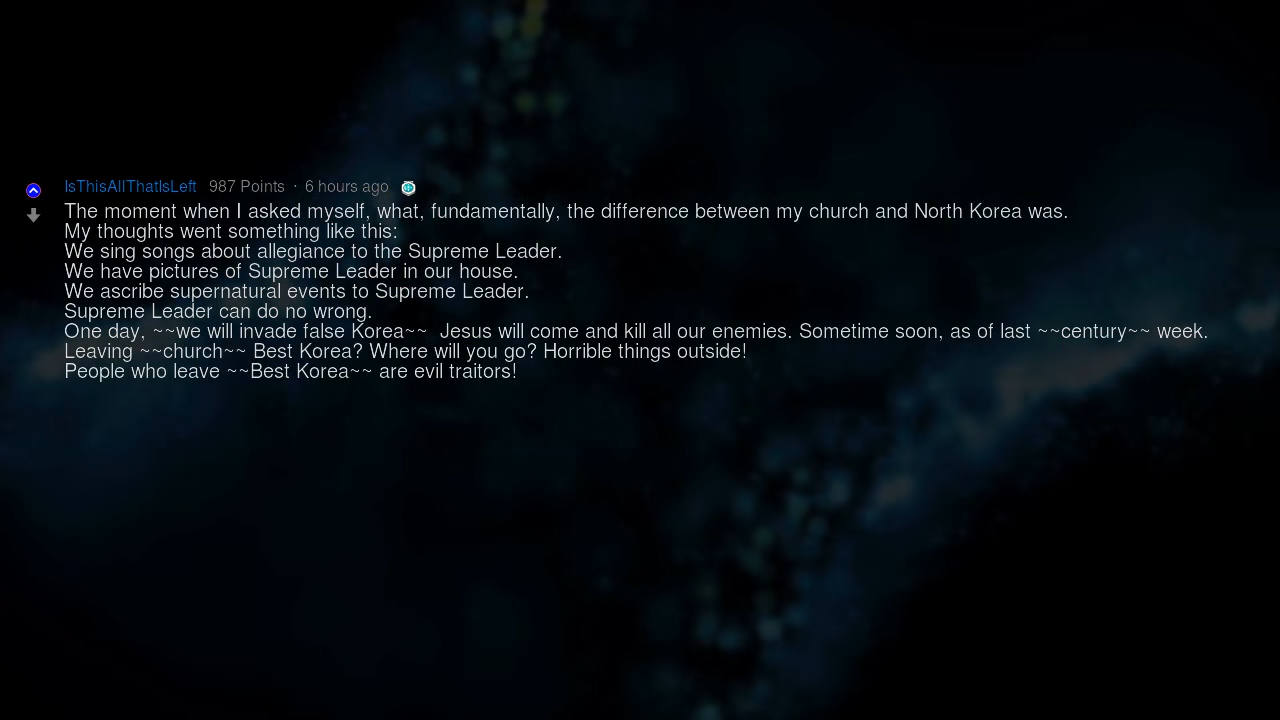 IsThisAllThatIsLeft 987 Points · 6 hours ago
The moment when I asked myself, what, fundamentally, the difference between my church and North Korea was.
My thoughts went something like this:
We sing songs about allegiance to the Supreme Leader.
We have pictures of Supreme Leader in our house.
We ascribe supernatural events to Supreme Leader.
Supreme Leader can do no wrong.
One day, ~~we will invade false Korea~~  Jesus will come and kill all our enemies. Sometime soon, as of last ~~century~~ week.
Leaving ~~church~~ Best Korea? Where will you go? Horrible things outside!
People who leave ~~Best Korea~~ are evil traitors!